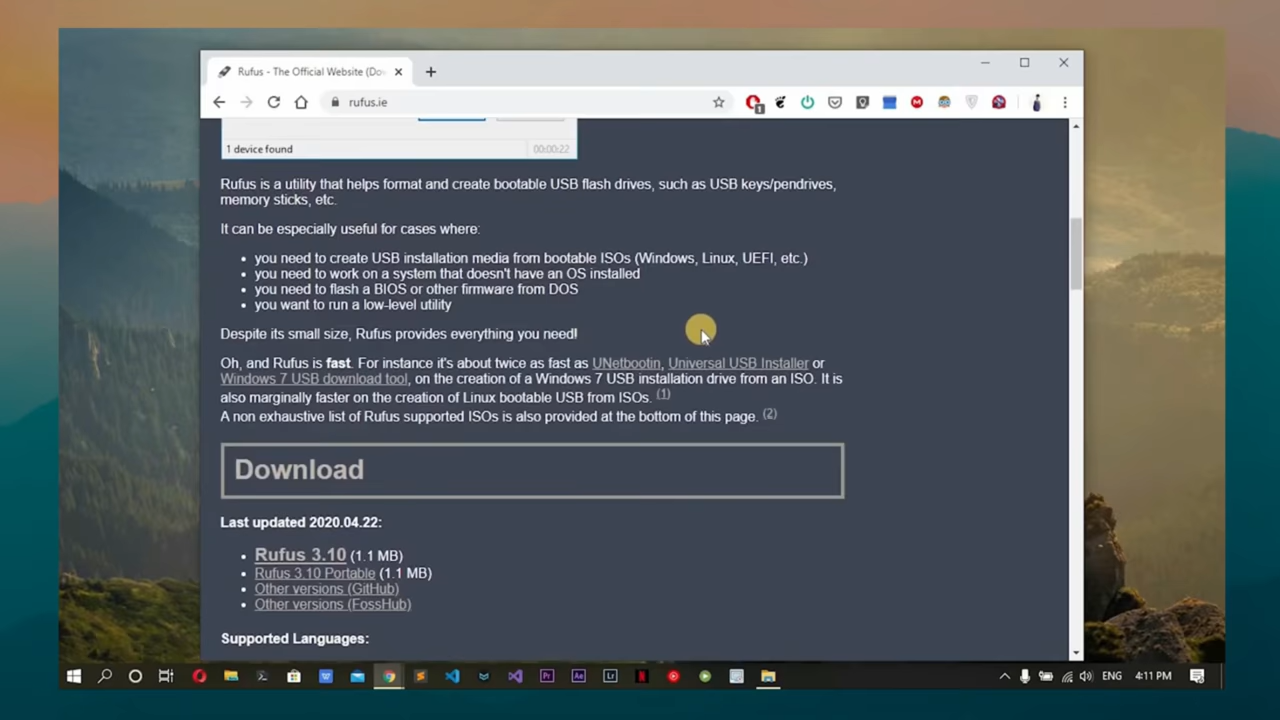 Rufus - The Official Website (Dow
rufus.ie
1
1 device found
00:00:22
Rufus is a utility that helps format and create bootable USB flash drives, such as USB keys/pendrives,
memory sticks, etc.
It can be especially useful for cases where:
you need to create USB installation media from bootable ISOs (Windows, Linux, UEFI, etc.)
you need to work on a system that doesn't have an OS installed
you need to flash a BIOS or other firmware from DOS
you want to run a low-level utility
Despite its small size, Rufus provides everything you need!
Oh, and Rufus is fast. For instance it's about twice as fast as UNetbootin, Universal USB Installer or
Windows 7 USB download tool, on the creation of a Windows 7 USB installation drive from an ISO. It is
also marginally faster on the creation of Linux bootable USB from ISOs. (1)
A non exhaustive list of Rufus supported ISOs is also provided at the bottom of this page. (2)
Download
Last updated 2020.04.22:
Rufus 3.10 (1.1 MB)
Rufus 3.10 Portable (1.1 MB)
Other versions (GitHub)
Other versions (FossHub)
Supported Languages:
Pr Ae Lr ENG 4:11 PM